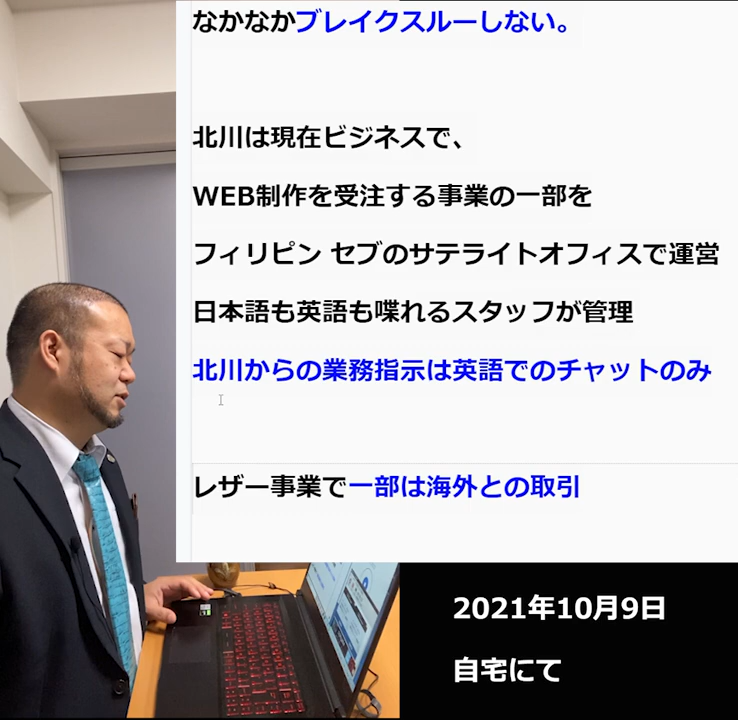 なかなかブレイクスルーしない。
北川は現在ビジネスで、
WEB制作を受注する事業の一部を
フィリピン セブのサテライトオフィスで運営
日本語も英語も喋れるスタッフが管理
北川からの業務指示は英語でのチャットのみ
レザー事業で一部は海外との取引
2021年10月9日
自宅にて